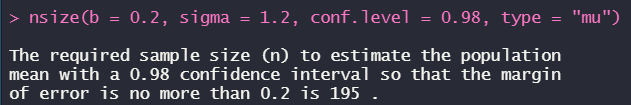 > nsize(b = 0.2, sigma = 1.2, conf.level = 0.98, type = "mu")
The required sample size (n) to estimate the population
mean with a 0.98 confidence interval so that the margin
of error is no more than 0.2 is 195 .